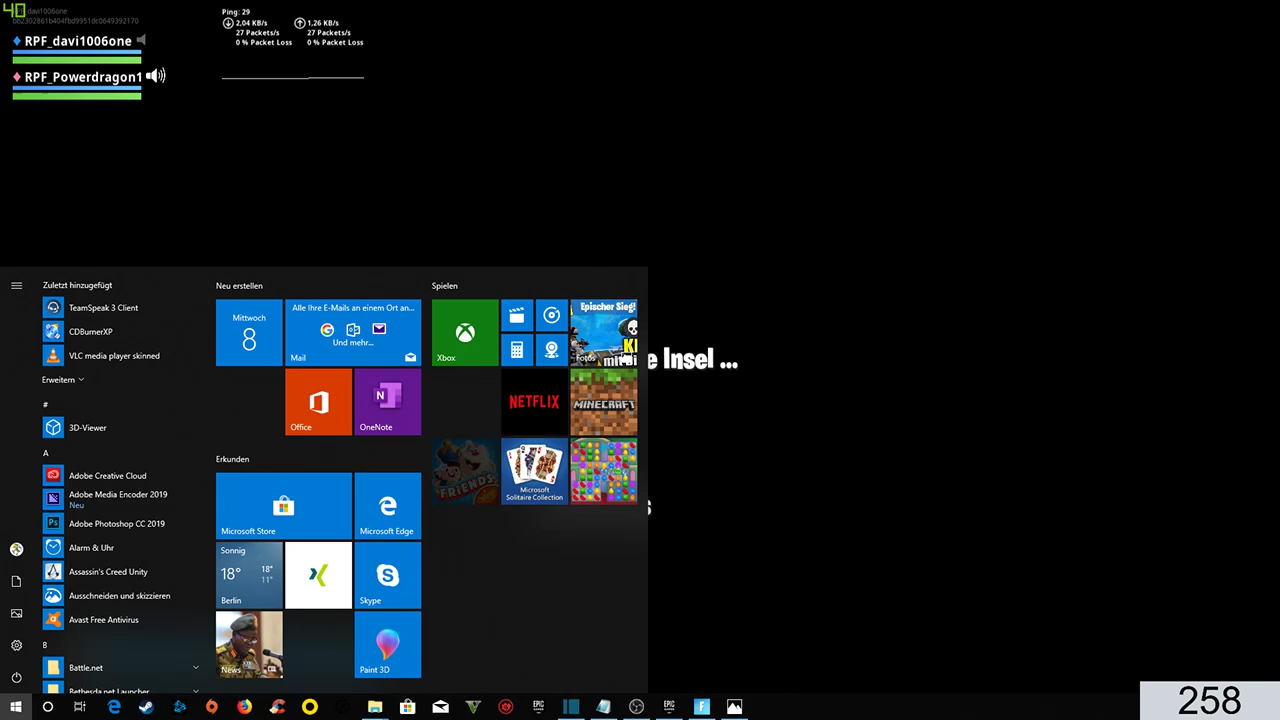 40
davi1006one
bb2302861b404fbd9951dc0649392170
RPF_davi1006one
RPF_Powerdragon1
Ping: 29
2,04 KB/s
1,26 KB/s
27 Packets/s
27 Packets/s
0 % Packet Loss
0 % Packet Loss
Zuletzt hinzugefügt
TeamSpeak 3 Client
CDBurnerXP
VLC media player skinned
Erweitern
#
3D-Viewer
A
Adobe Creative Cloud
Adobe Media Encoder 2019
Neu
Adobe Photoshop CC 2019
Alarm & Uhr
Assassin's Creed Unity
Ausschneiden und skizzieren
Avast Free Antivirus
B
Battle.net
Bethesda.net Launcher
Neu erstellen
Mittwoch
8
Alle Ihre E-Mails an einem Ort an...
Und mehr...
Mail
Office
OneNote
Erkunden
Microsoft Store
Microsoft Edge
Sonnig
18°
18°
11°
Berlin
Skype
News
Paint 3D
Spielen
Xbox
Epischer Sieg!
Fotos
NETFLIX
MINECRAFT
FRIENDS
Microsoft
Solitaire Collection
e Insel ...
s
258